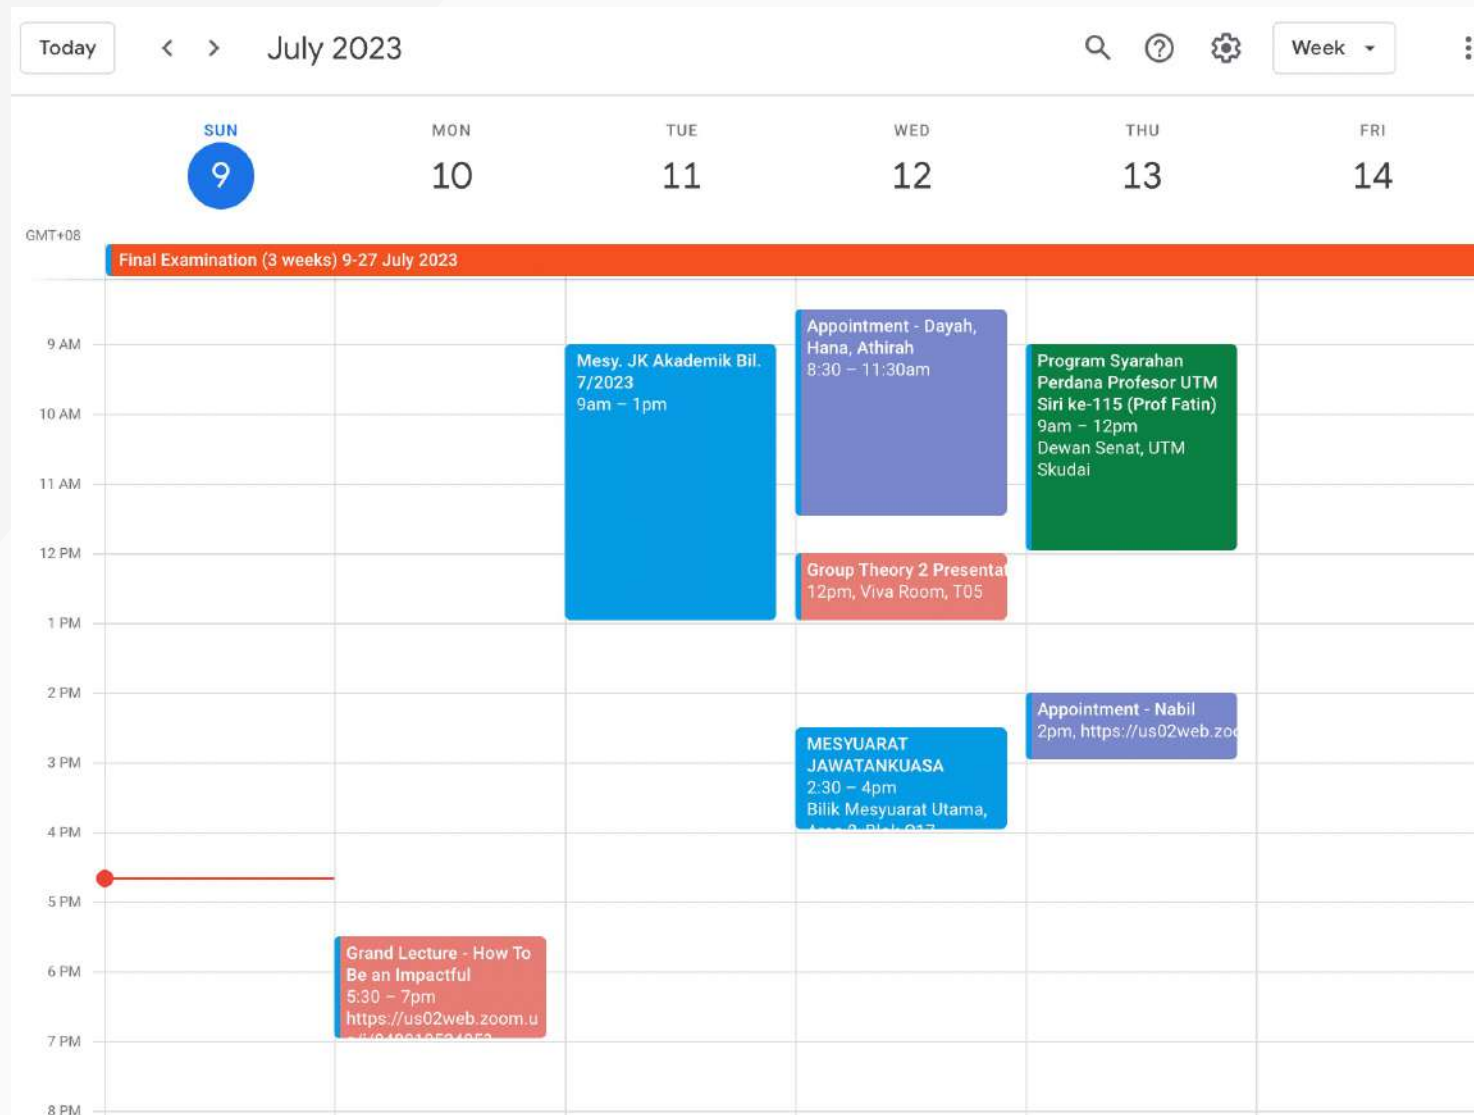 Today
July 2023
Week
SUN
9
MON
10
TUE
11
WED
12
THU
13
FRI
14
GMT+08
Final Examination (3 weeks) 9-27 July 2023
9 AM
10 AM
11 AM
12 PM
1 PM
2 PM
3 PM
4 PM
5 PM
6 PM
7 PM
8 PM
Grand Lecture - How To
Be an Impactful
5:30 – 7pm
https://us02web.zoom.u
Mesy. JK Akademik Bil.
7/2023
9am – 1pm
Appointment - Dayah,
Hana, Athirah
8:30 – 11:30am
Group Theory 2 Presentat
12pm, Viva Room, T05
MESYUARAT
JAWATANKUASA
2:30 – 4pm
Bilik Mesyuarat Utama,
Program Syarahan
Perdana Profesor UTM
Siri ke-115 (Prof Fatin)
9am – 12pm
Dewan Senat, UTM
Skudai
Appointment - Nabil
2pm, https://us02web.zoo